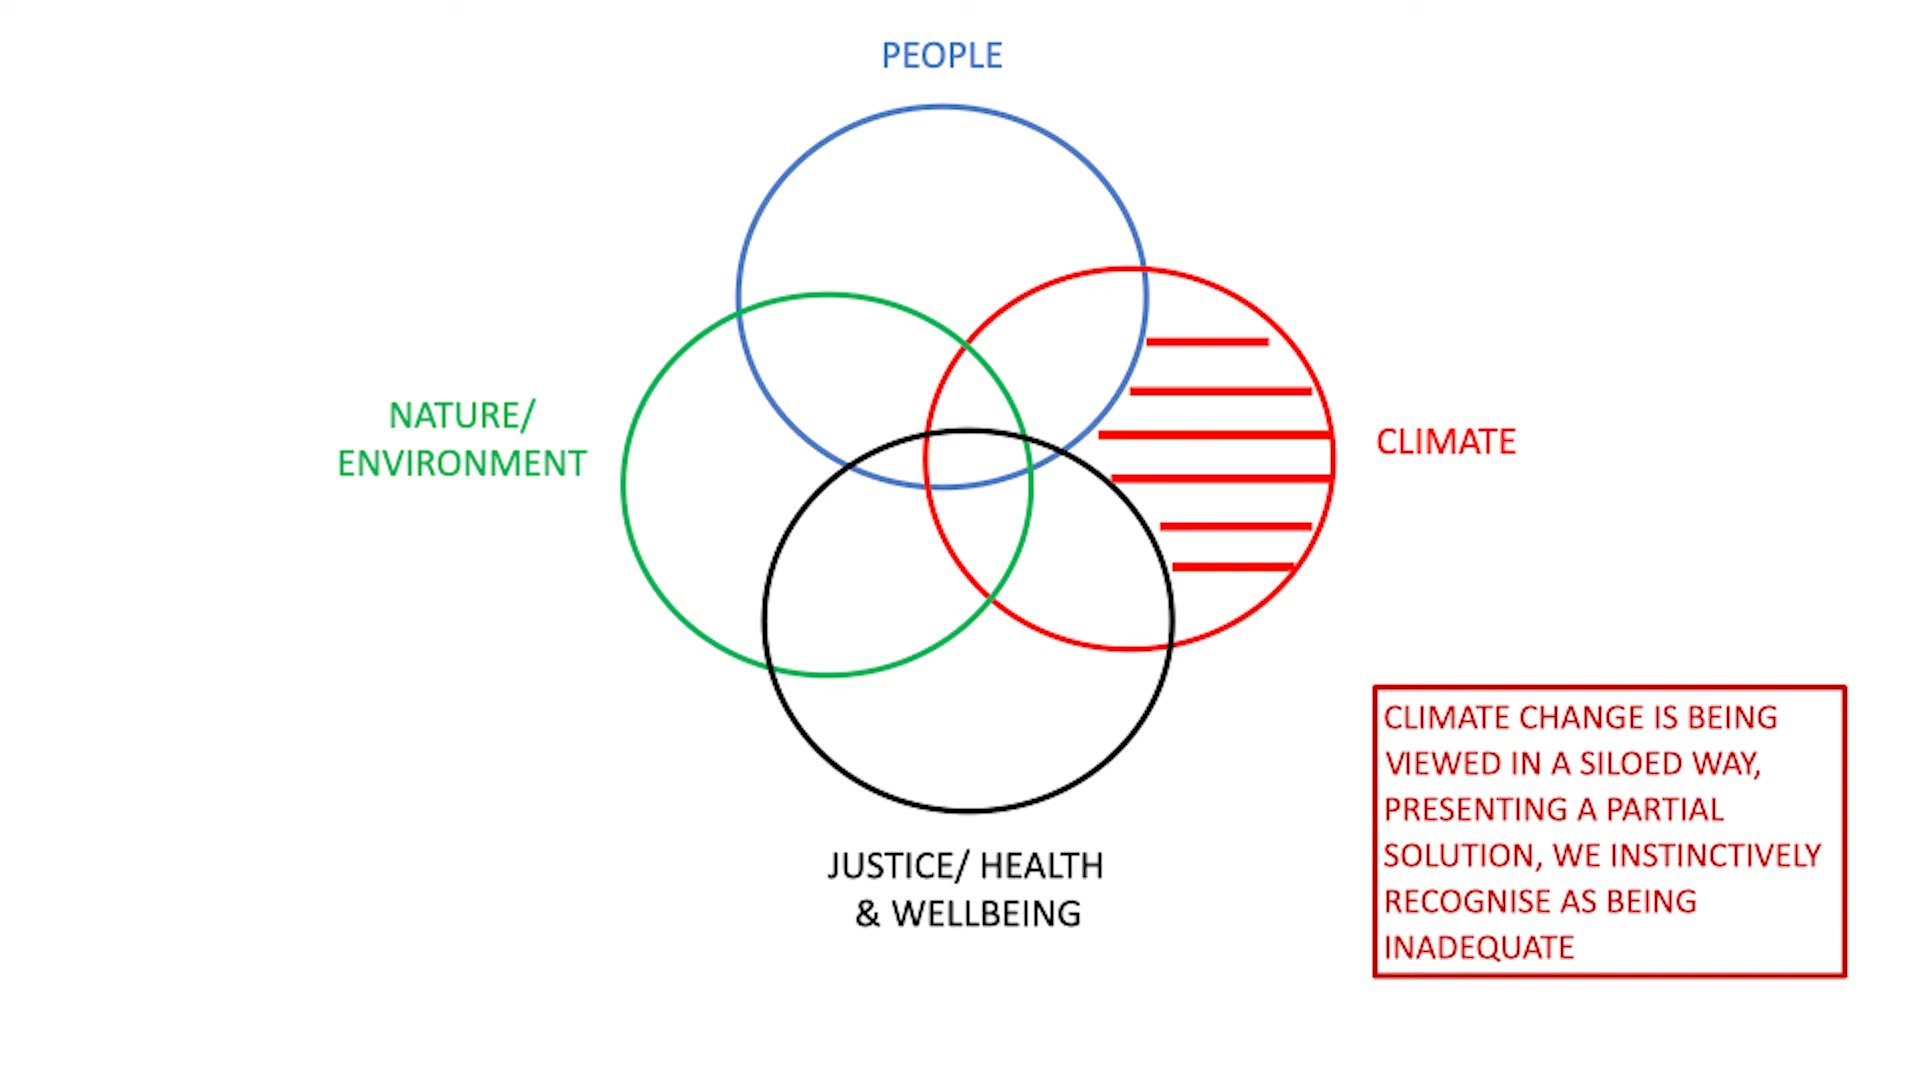 PEOPLE
NATURE/
ENVIRONMENT
CLIMATE
JUSTICE/ HEALTH
& WELLBEING
CLIMATE CHANGE IS BEING
VIEWED IN A SILOED WAY,
PRESENTING A PARTIAL
SOLUTION, WE INSTINCTIVELY
RECOGNISE AS BEING
INADEQUATE